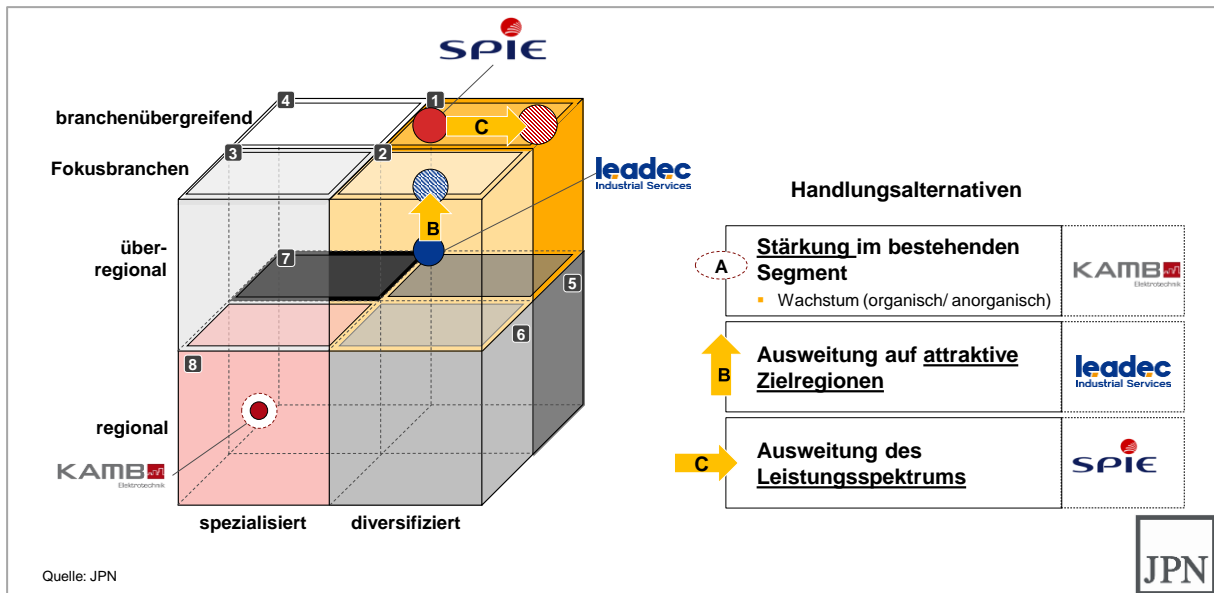 SPIE
branchenübergreifend
4
1
C
Fokusbranchen
3
2
leadec
Industrial Services
B
über-
regional
7
5
6
8
regional
KAMB
Elektrotechnik
spezialisiert
diversifiziert
Handlungsalternativen
A
Stärkung im bestehenden
Segment
▪ Wachstum (organisch/ anorganisch)
KAMB
Elektrotechnik
B
Ausweitung auf attraktive
Zielregionen
leadec
Industrial Services
C
Ausweitung des
Leistungsspektrums
SPIE
Quelle: JPN
JPN